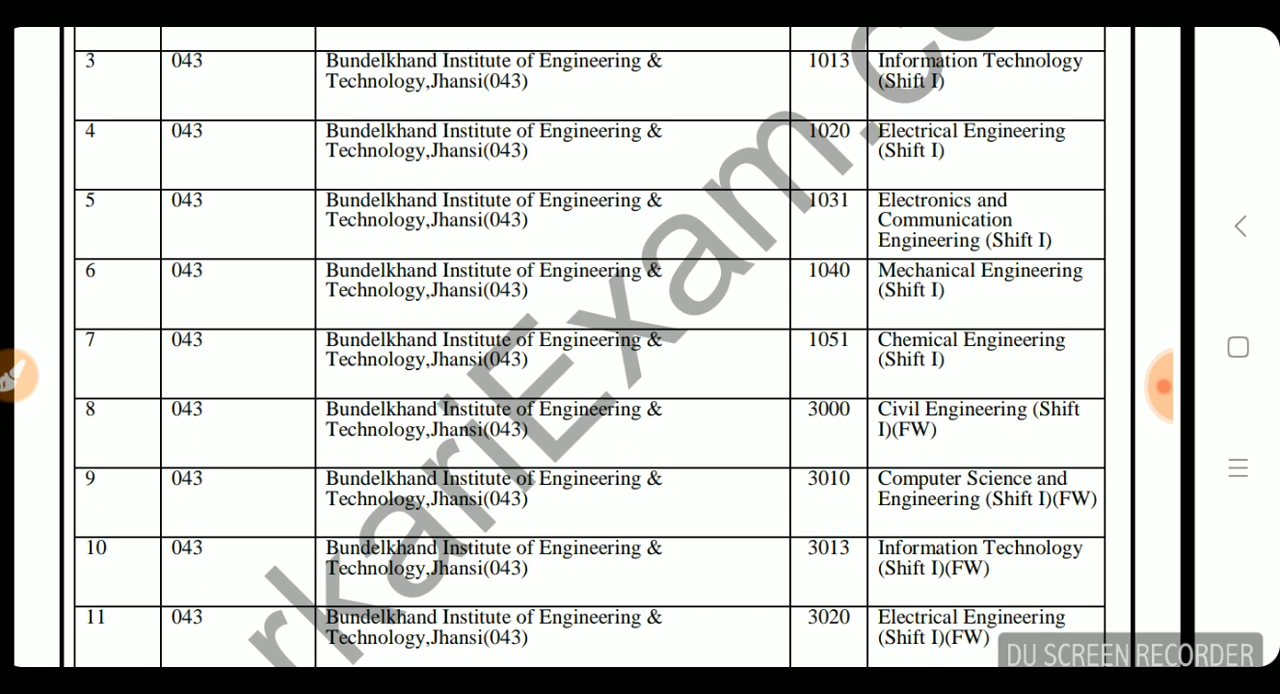 3 043 Bundelkhand Institute of Engineering & 1013 Information Technology
Technology,Jhansi(043) (Shift I)
4 043 Bundelkhand Institute of Engineering & 1020 Electrical Engineering
Technology,Jhansi(043) (Shift I)
5 043 Bundelkhand Institute of Engineering & 1031 Electronics and
Technology,Jhansi(043) Communication
Engineering (Shift I)
6 043 Bundelkhand Institute of Engineering & 1040 Mechanical Engineering
Technology,Jhansi(043) (Shift I)
7 043 Bundelkhand Institute of Engineering & 1051 Chemical Engineering
Technology,Jhansi(043) (Shift I)
8 043 Bundelkhand Institute of Engineering & 3000 Civil Engineering (Shift
Technology,Jhansi(043) I)(FW)
9 043 Bundelkhand Institute of Engineering & 3010 Computer Science and
Technology,Jhansi(043) Engineering (Shift I)(FW)
10 043 Bundelkhand Institute of Engineering & 3013 Information Technology
Technology,Jhansi(043) (Shift I)(FW)
11 043 Bundelkhand Institute of Engineering & 3020 Electrical Engineering
Technology,Jhansi(043) (Shift I)(FW)
rkariExam.co
DU SCREEN RECORDER